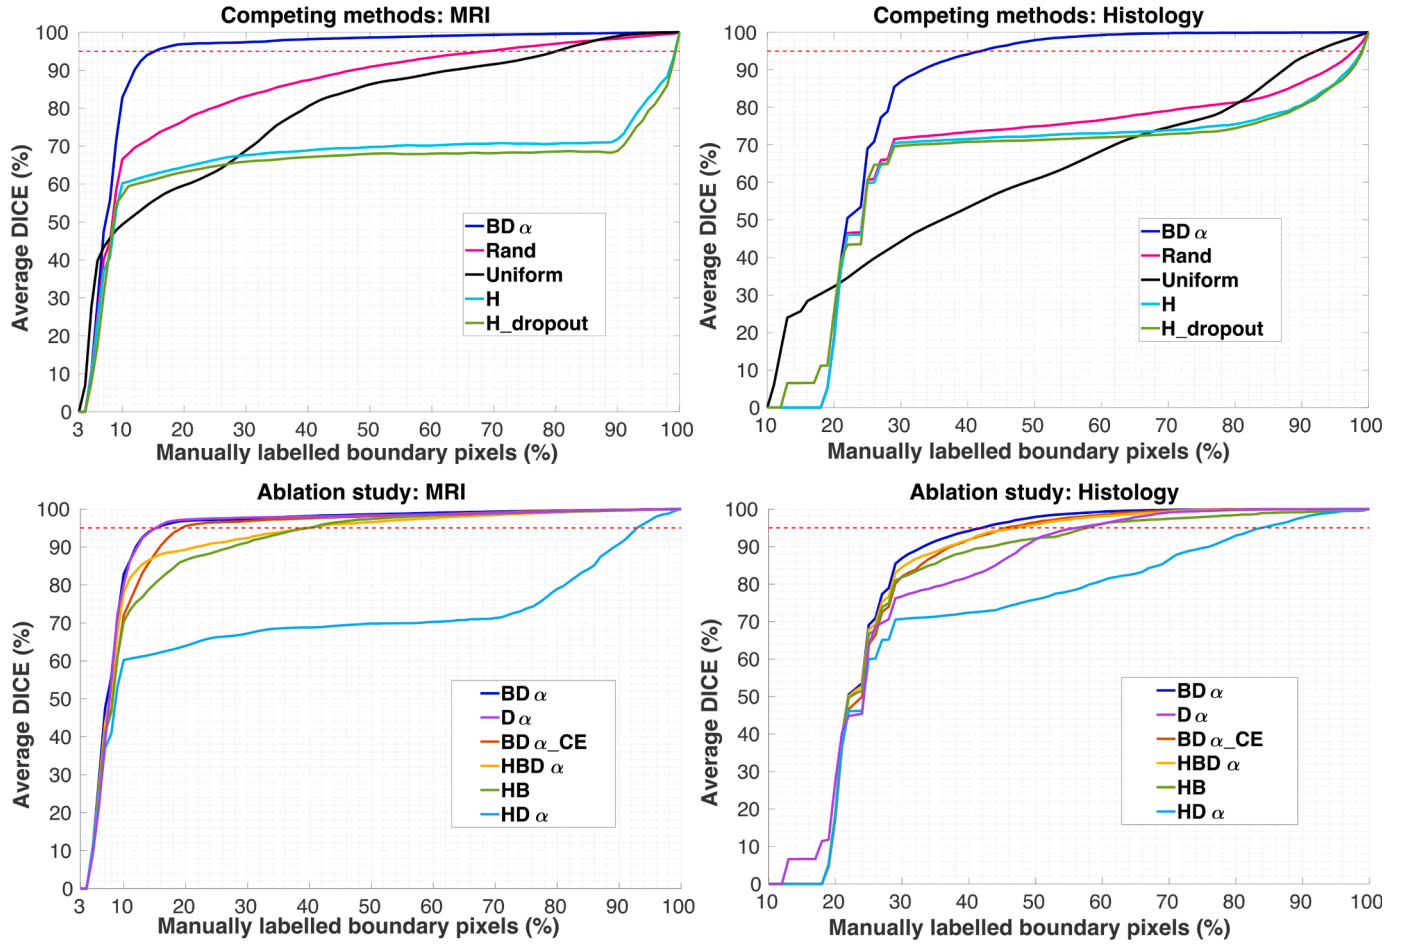 Competing methods: MRI
100
90
80
70
60
50
40
30
20
10
0
Average DICE (%)
BD α
Rand
Uniform
H
H_dropout
3 10 20 30 40 50 60 70 80 90 100
Manually labelled boundary pixels (%)
Competing methods: Histology
100
90
80
70
60
50
40
30
20
10
0
Average DICE (%)
BD α
Rand
Uniform
H
H_dropout
10 20 30 40 50 60 70 80 90 100
Manually labelled boundary pixels (%)
Ablation study: MRI
100
90
80
70
60
50
40
30
20
10
0
Average DICE (%)
BD α
D α
BD α_CE
HBD α
HB
HD α
3 10 20 30 40 50 60 70 80 90 100
Manually labelled boundary pixels (%)
Ablation study: Histology
100
90
80
70
60
50
40
30
20
10
0
Average DICE (%)
BD α
D α
BD α_CE
HBD α
HB
HD α
10 20 30 40 50 60 70 80 90 100
Manually labelled boundary pixels (%)